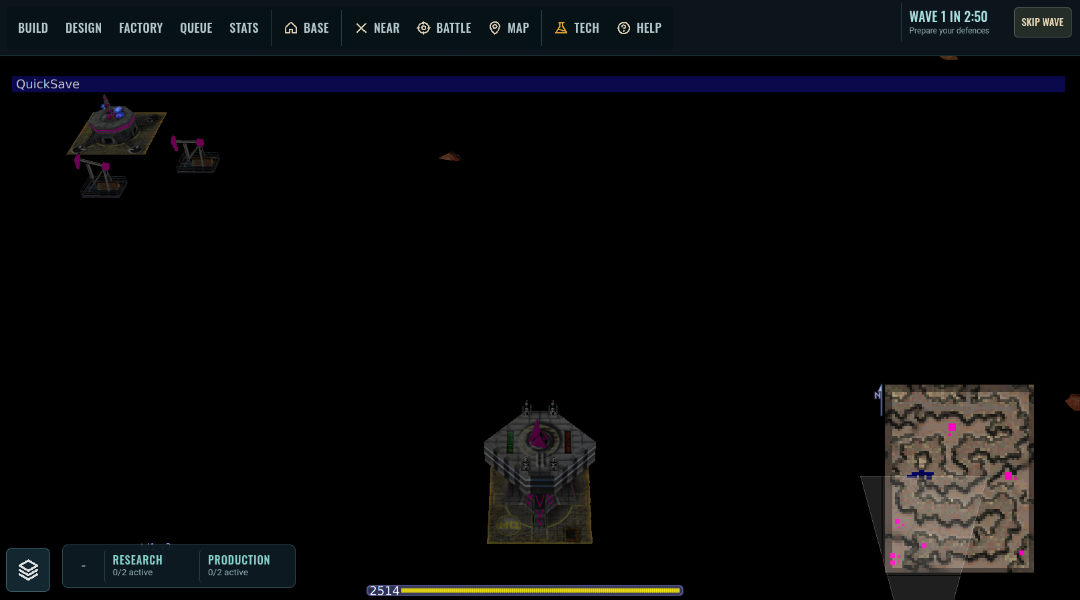 BUILD DESIGN FACTORY QUEUE STATS BASE NEAR BATTLE MAP TECH HELP
WAVE 1 IN 2:50
Prepare your defences
SKIP WAVE
QuickSave
N
HQ
-
RESEARCH
0/2 active
PRODUCTION
0/2 active
2514